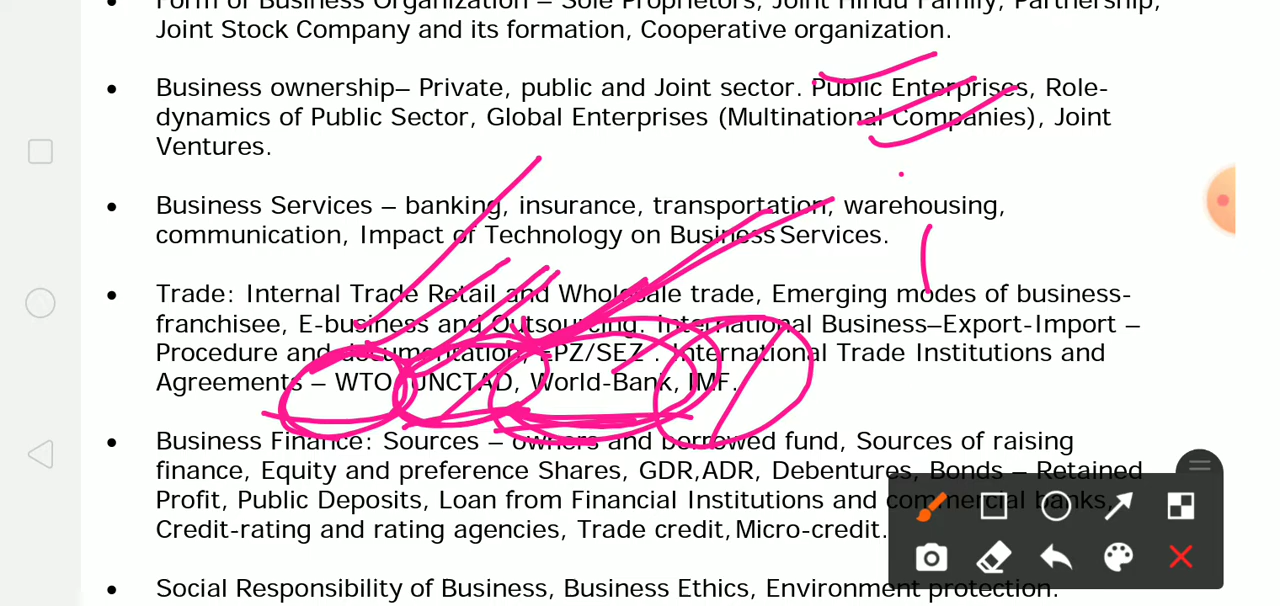 Form of Business Organization – Sole Proprietors, Joint Hindu Family, Partnership,
Joint Stock Company and its formation, Cooperative organization.
Business ownership– Private, public and Joint sector. Public Enterprises, Role-
dynamics of Public Sector, Global Enterprises (Multinational Companies), Joint
Ventures.
Business Services – banking, insurance, transportation, warehousing,
communication, Impact of Technology on Business Services.
Trade: Internal Trade Retail and Wholesale trade, Emerging modes of business-
franchisee, E-business and Outsourcing. International Business–Export-Import –
Procedure and documentation, EPZ/SEZ . International Trade Institutions and
Agreements – WTO, UNCTAD, World-Bank, IMF.
Business Finance: Sources – owners and borrowed fund, Sources of raising
finance, Equity and preference Shares, GDR,ADR, Debentures, Bonds – Retained
Profit, Public Deposits, Loan from Financial Institutions and commercial banks,
Credit-rating and rating agencies, Trade credit, Micro-credit.
Social Responsibility of Business, Business Ethics, Environment protection.